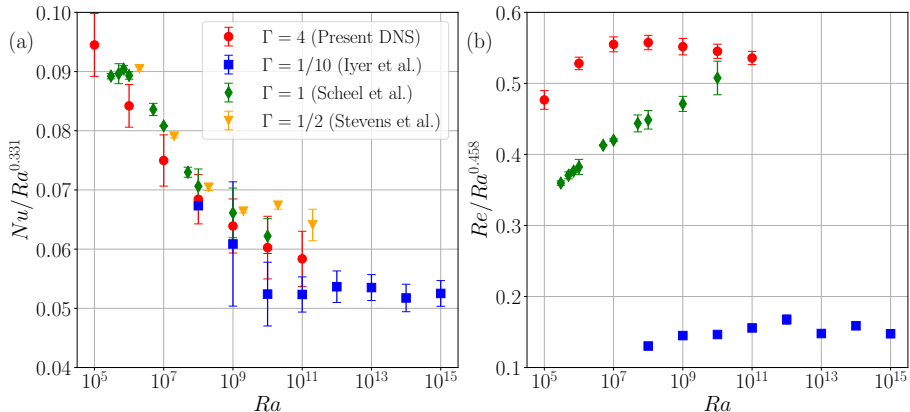 (a)
0.10
0.09
0.08
0.07
0.06
0.05
0.04
Nu/Ra^0.331
10^5
10^7
10^9
10^11
10^13
10^15
Ra
Γ = 4 (Present DNS)
Γ = 1/10 (Iyer et al.)
Γ = 1 (Scheel et al.)
Γ = 1/2 (Stevens et al.)
(b)
0.6
0.5
0.4
0.3
0.2
0.1
Re/Ra^0.458
10^5
10^7
10^9
10^11
10^13
10^15
Ra